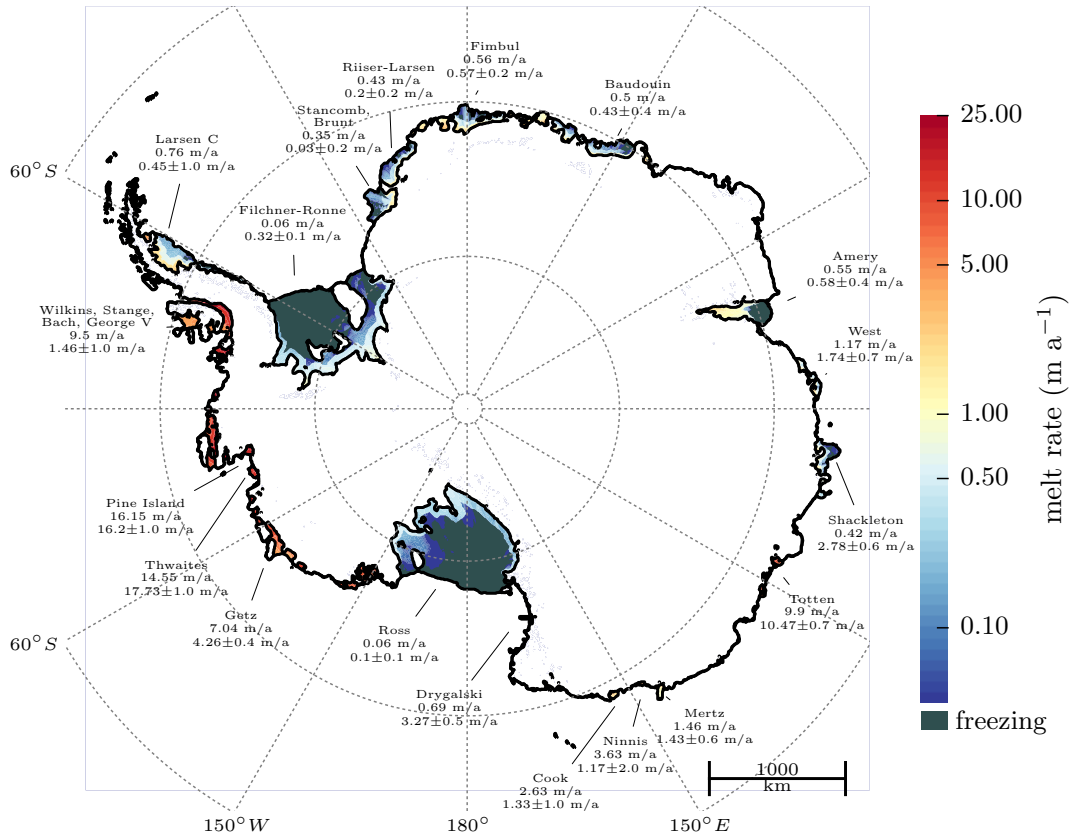 Fimbul
0.56 m/a
0.57±0.2 m/a
Riiser-Larsen
0.43 m/a
0.2±0.2 m/a
Baudouin
0.5 m/a
0.43±0.4 m/a
Stancomb,
Brunt
0.35 m/a
0.03±0.2 m/a
Larsen C
0.76 m/a
0.45±1.0 m/a
60°S
Filchner-Ronne
0.06 m/a
0.32±0.1 m/a
Amery
0.55 m/a
0.58±0.4 m/a
Wilkins, Stange,
Bach, George V
9.5 m/a
1.46±1.0 m/a
West
1.17 m/a
1.74±0.7 m/a
Pine Island
16.15 m/a
16.2±1.0 m/a
Shackleton
0.42 m/a
2.78±0.6 m/a
Thwaites
14.55 m/a
17.73±1.0 m/a
Totten
9.9 m/a
10.47±0.7 m/a
Getz
7.04 m/a
4.26±0.4 m/a
Ross
0.06 m/a
0.1±0.1 m/a
60°S
Drygalski
0.69 m/a
3.27±0.5 m/a
Mertz
1.46 m/a
1.43±0.6 m/a
Ninnis
3.63 m/a
1.17±2.0 m/a
Cook
2.63 m/a
1.33±1.0 m/a
1000
km
150°W
180°
150°E
25.00
10.00
5.00
1.00
0.50
0.10
freezing
melt rate (m a⁻¹)